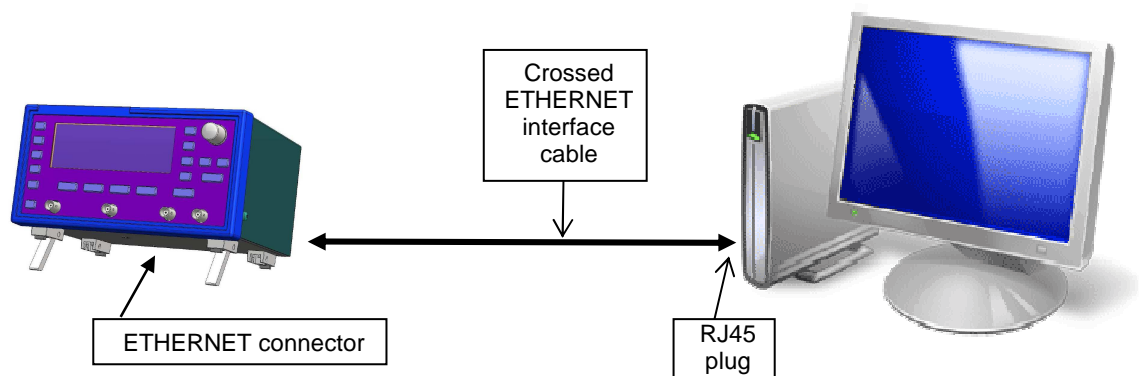 Crossed
ETHERNET
interface
cable
ETHERNET connector
RJ45
plug